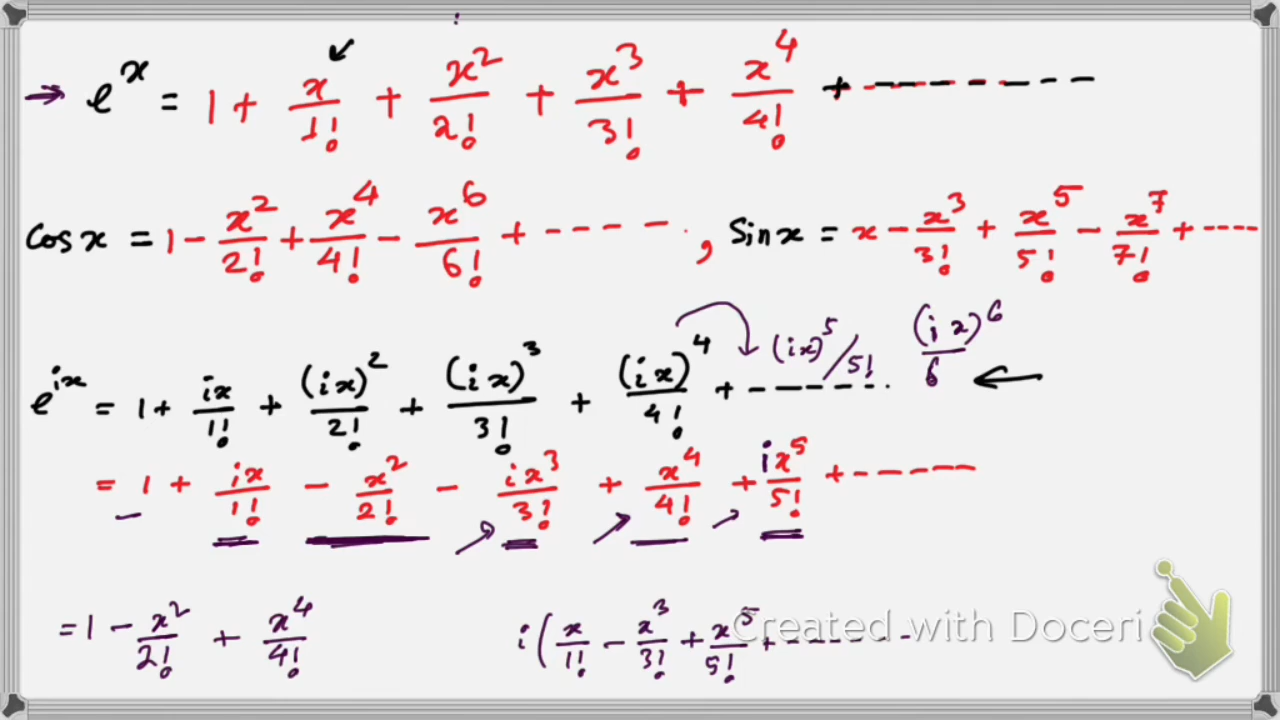 e^x = 1 + x/1! + x^2/2! + x^3/3! + x^4/4! + ---------
Cosx = 1 - x^2/2! + x^4/4! - x^6/6! + ----- , Sinx = x - x^3/3! + x^5/5! - x^7/7! + ----
(ix)^5/5! (ix)^6/6
e^ix = 1 + ix/1! + (ix)^2/2! + (ix)^3/3! + (ix)^4/4! + ------
= 1 + ix/1! - x^2/2! - ix^3/3! + x^4/4! + ix^5/5! + ------
= 1 - x^2/2! + x^4/4! i(x/1! - x^3/3! + x^5/5! + -------
Created with Doceri